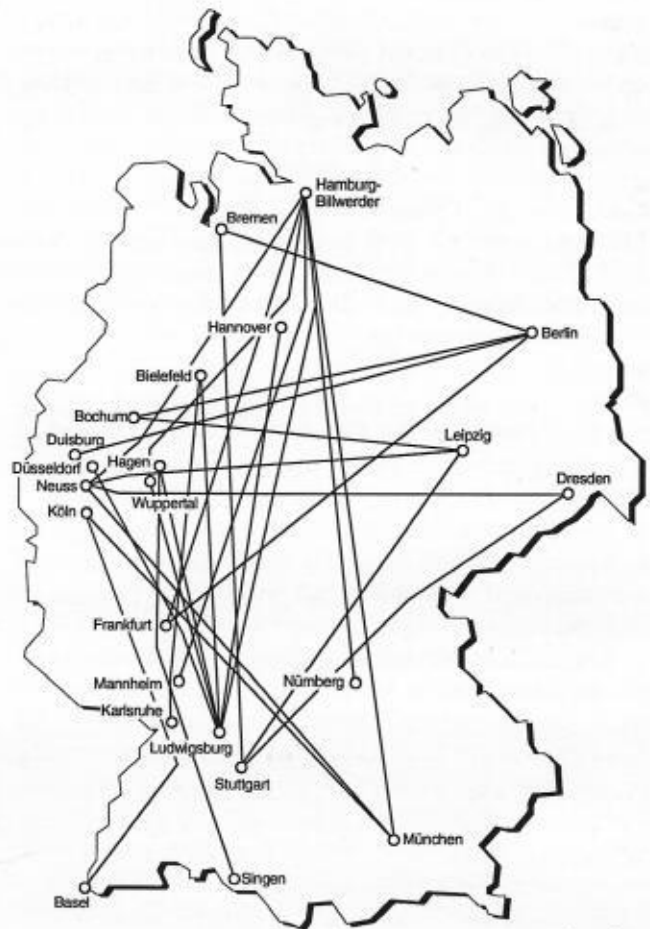 Hamburg-
Billwerder
Bremen
Hannover
Berlin
Bielefeld
Bochum
Duisburg
Leipzig
Düsseldorf
Hagen
Neuss
Dresden
Wuppertal
Köln
Frankfurt
Mannheim
Nürnberg
Karlsruhe
Ludwigsburg
Stuttgart
München
Singen
Basel